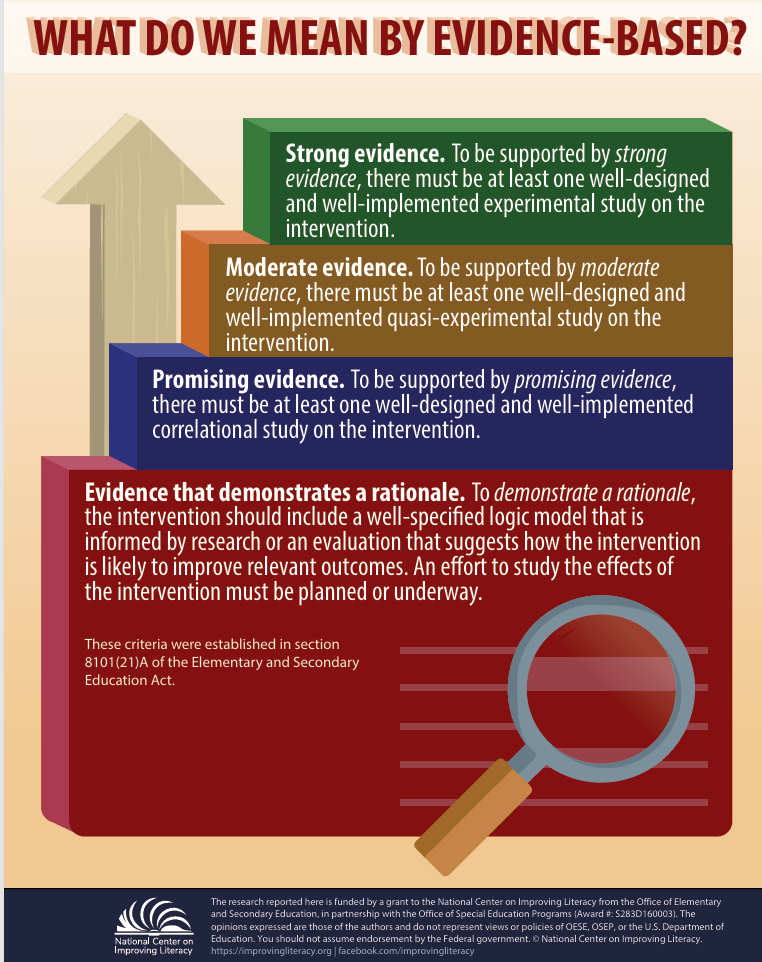 WHAT DO WE MEAN BY EVIDENCE-BASED?
Strong evidence. To be supported by strong
evidence, there must be at least one well-designed
and well-implemented experimental study on the
intervention.
Moderate evidence. To be supported by moderate
evidence, there must be at least one well-designed and
well-implemented quasi-experimental study on the
intervention.
Promising evidence. To be supported by promising evidence,
there must be at least one well-designed and well-implemented
correlational study on the intervention.
Evidence that demonstrates a rationale. To demonstrate a rationale,
the intervention should include a well-specified logic model that is
informed by research or an evaluation that suggests how the intervention
is likely to improve relevant outcomes. An effort to study the effects of
the intervention must be planned or underway.
These criteria were established in section
8101(21)A of the Elementary and Secondary
Education Act.
National Center on
Improving Literacy
The research reported here is funded by a grant to the National Center on Improving Literacy from the Office of Elementary
and Secondary Education, in partnership with the Office of Special Education Programs (Award #: S283D160003). The
opinions expressed are those of the authors and do not represent views or policies of OESE, OSEP, or the U.S. Department of
Education. You should not assume endorsement by the Federal government. © National Center on Improving Literacy.
https://improvingliteracy.org | facebook.com/improvingliteracy